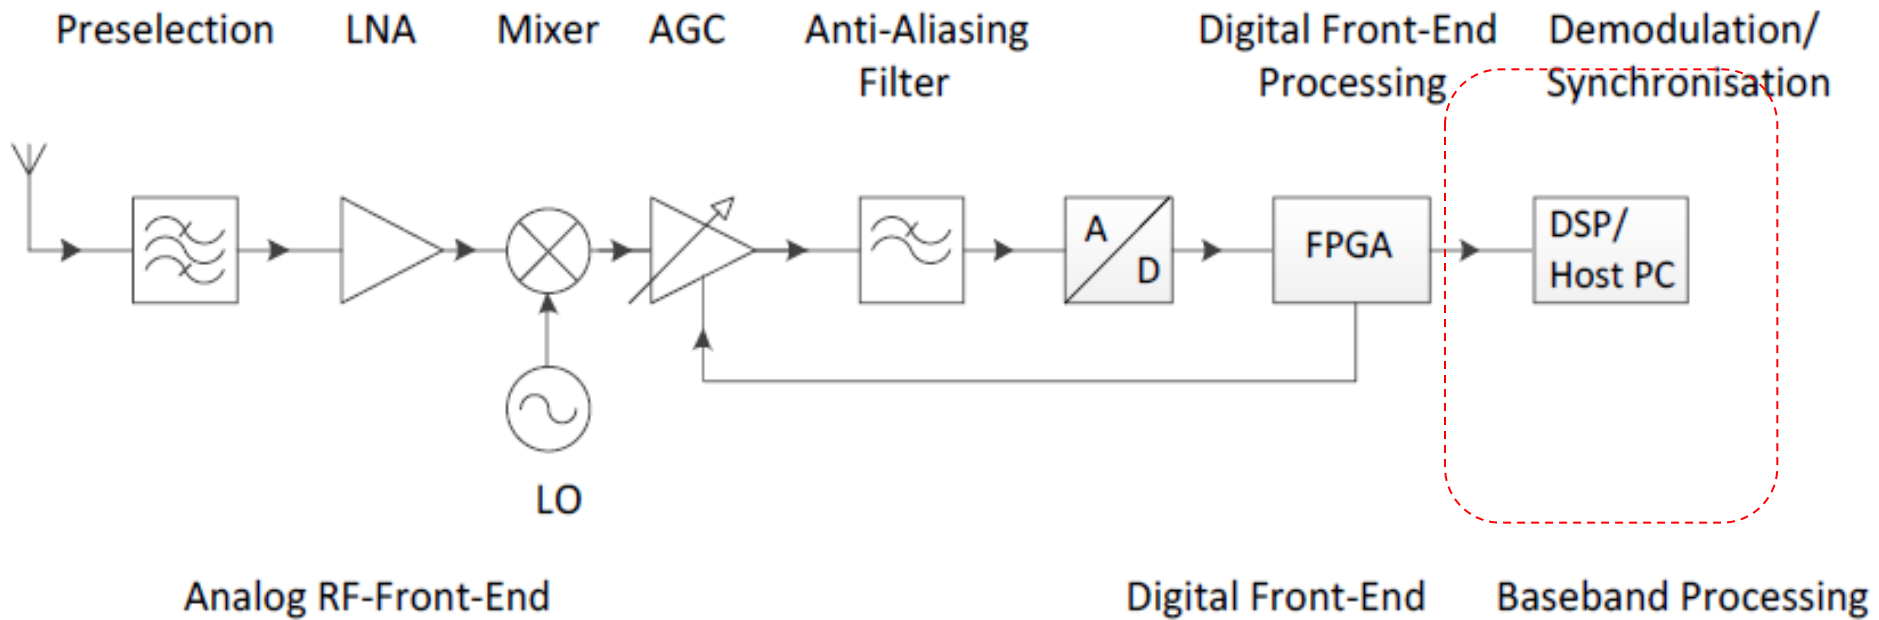 Preselection
LNA
Mixer
AGC
Anti-Aliasing
Filter
Digital Front-End
Processing
Demodulation/
Synchronisation
A
D
FPGA
DSP/
Host PC
LO
Analog RF-Front-End
Digital Front-End
Baseband Processing